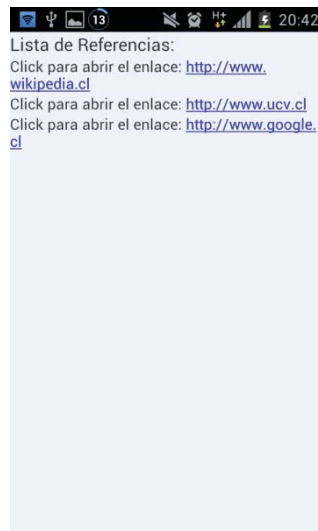 13 H+ 20:42
Lista de Referencias:
Click para abrir el enlace: http://www.
wikipedia.cl
Click para abrir el enlace: http://www.ucv.cl
Click para abrir el enlace: http://www.google.
cl